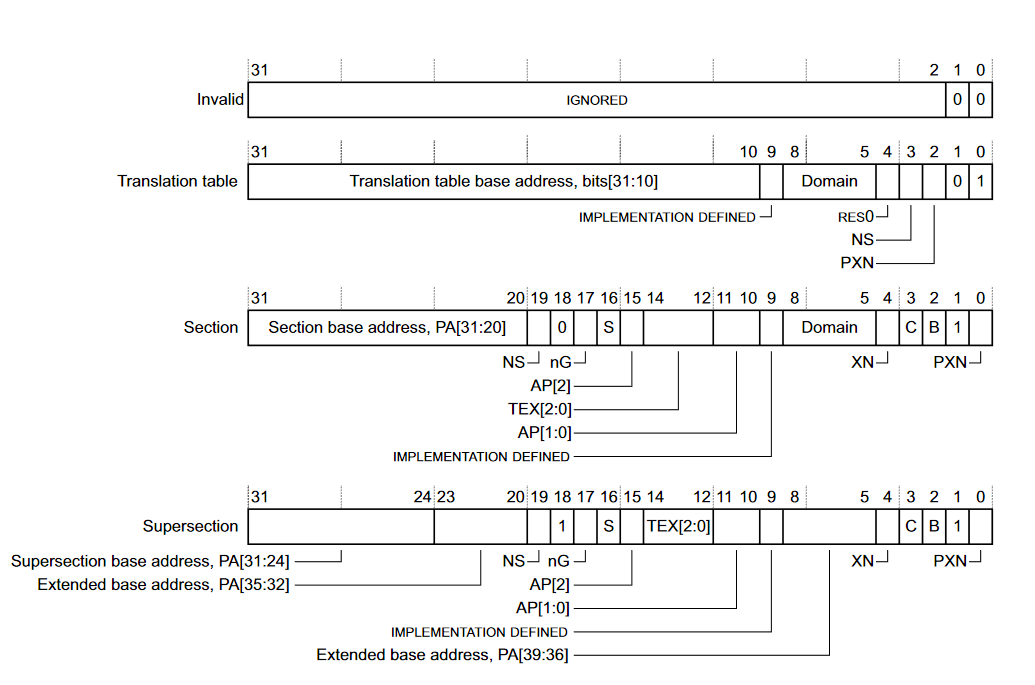 31 2 1 0
Invalid IGNORED 0 0
31 10 9 8 5 4 3 2 1 0
Translation table Translation table base address, bits[31:10] Domain 0 1
IMPLEMENTATION DEFINED RES0
NS
PXN
31 20 19 18 17 16 15 14 12 11 10 9 8 5 4 3 2 1 0
Section Section base address, PA[31:20] 0 S Domain C B 1
NS nG XN PXN
AP[2]
TEX[2:0]
AP[1:0]
IMPLEMENTATION DEFINED
31 24 23 20 19 18 17 16 15 14 12 11 10 9 8 5 4 3 2 1 0
Supersection 1 S TEX[2:0] C B 1
Supersection base address, PA[31:24] NS nG XN PXN
Extended base address, PA[35:32] AP[2]
AP[1:0]
IMPLEMENTATION DEFINED
Extended base address, PA[39:36]